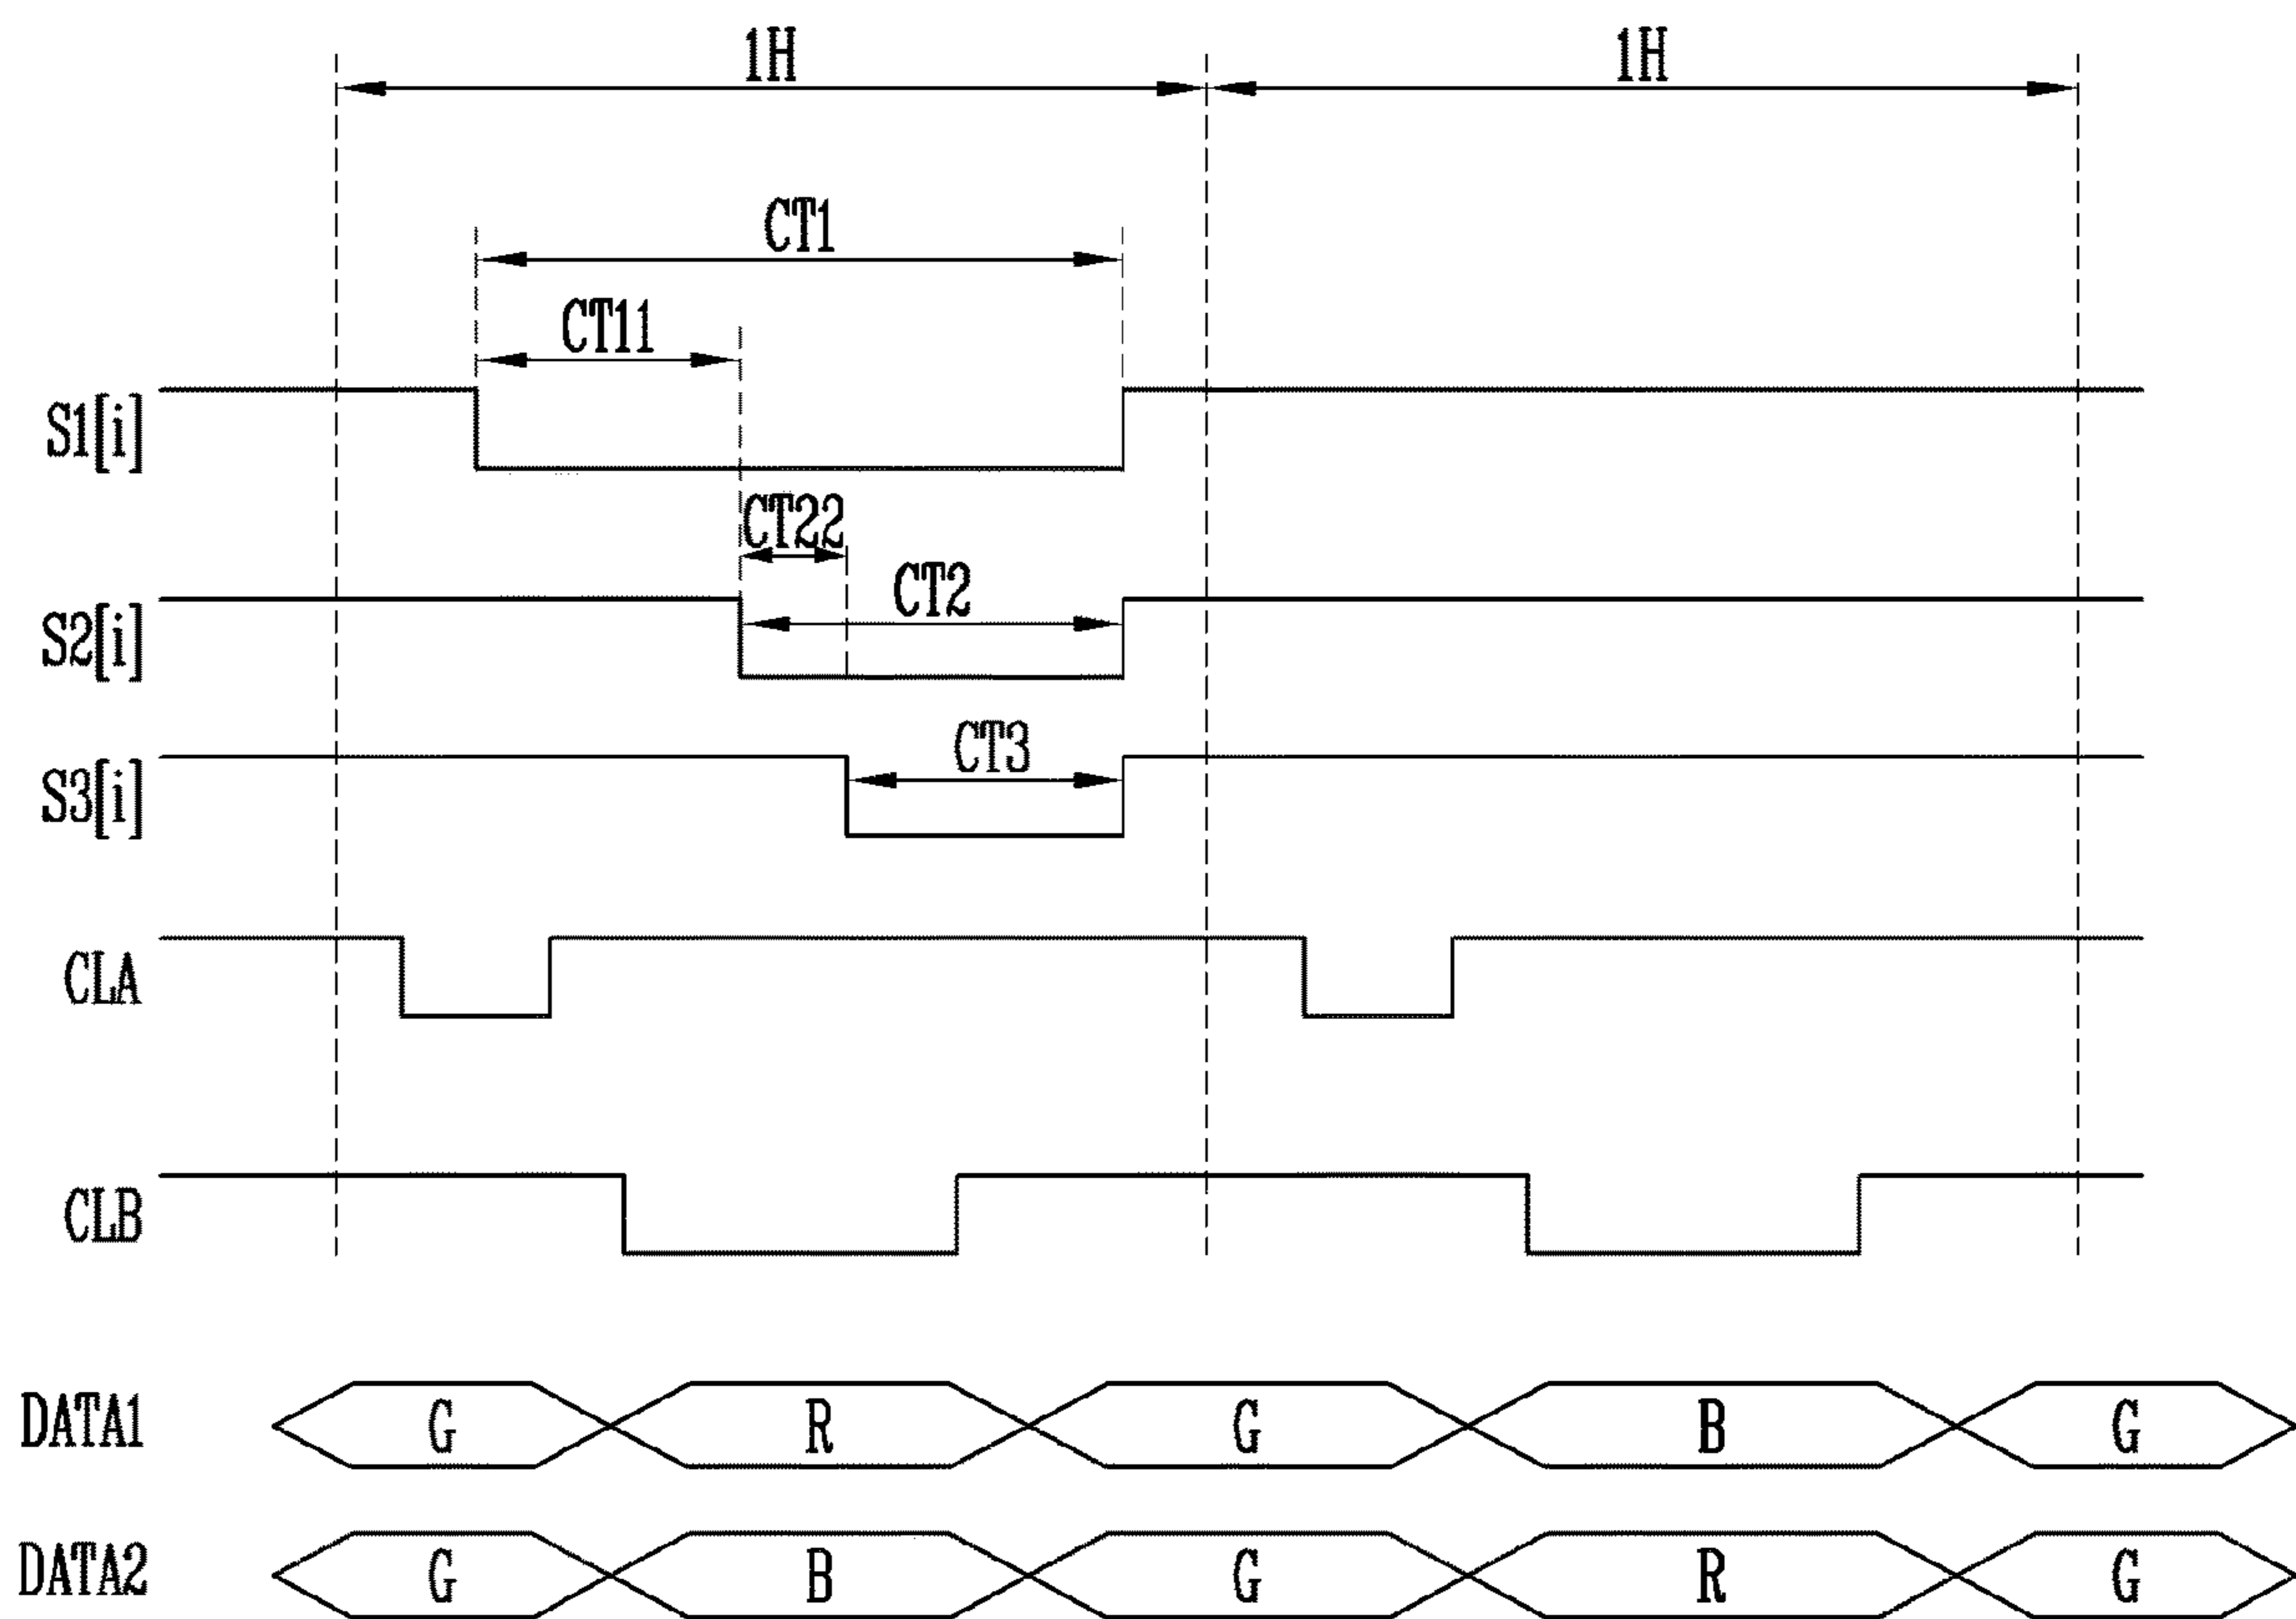 1H 1H
CT1
CT11
S1[i]
CT22
CT2
S2[i]
CT3
S3[i]
CLA
CLB
DATA1 G R G B G
DATA2 G B G R G